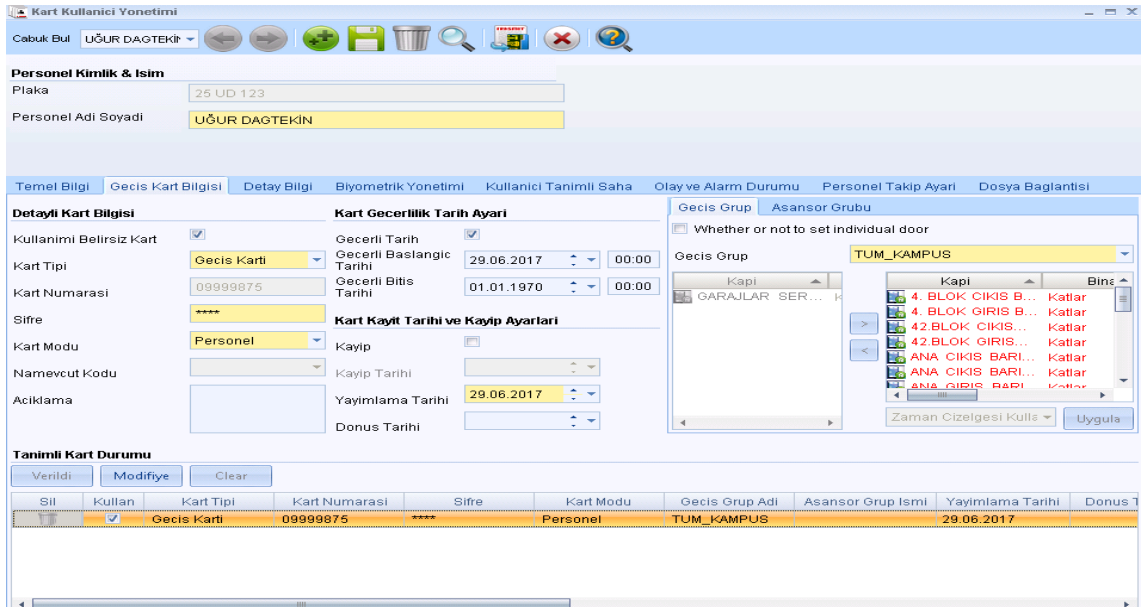 Kart Kullanici Yonetimi
Cabuk Bul UĞUR DAGTEKİN
Personel Kimlik & Isim
Plaka 25 UD 123
Personel Adi Soyadi UĞUR DAGTEKİN
Temel Bilgi Gecis Kart Bilgisi Detay Bilgi Biyometrik Yonetimi Kullanici Tanimli Saha Olay ve Alarm Durumu Personel Takip Ayari Dosya Baglantisi
Detayli Kart Bilgisi
Kullanimi Belirsiz Kart
Kart Tipi Gecis Karti
Kart Numarasi 09999875
Sifre ****
Kart Modu Personel
Namevcut Kodu
Aciklama
Kart Gecerlilik Tarih Ayari
Gecerli Tarih
Gecerli Baslangic
Tarihi 29.06.2017 00:00
Gecerli Bitis
Tarihi 01.01.1970 00:00
Kart Kayit Tarihi ve Kayip Ayarlari
Kayip
Kayip Tarihi
Yayimlama Tarihi 29.06.2017
Donus Tarihi
Gecis Grup Asansor Grubu
Whether or not to set individual door
Gecis Grup TUM_KAMPUS
Kapi
GARAJLAR SER... K
>
<
Kapi Bina
4. BLOK CIKIS B... Katlar
4. BLOK GIRIS B... Katlar
42.BLOK CIKIS... Katlar
42.BLOK GIRIS... Katlar
ANA CIKIS BARI... Katlar
ANA CIKIS BARI... Katlar
ANA GIRIS BARI... Katlar
Zaman Cizelgesi Kulla Uygula
Tanimli Kart Durumu
Verildi Modifiye Clear
Sil Kullan Kart Tipi Kart Numarasi Sifre Kart Modu Gecis Grup Adi Asansor Grup Ismi Yayimlama Tarihi Donus T
Gecis Karti 09999875 **** Personel TUM_KAMPUS 29.06.2017